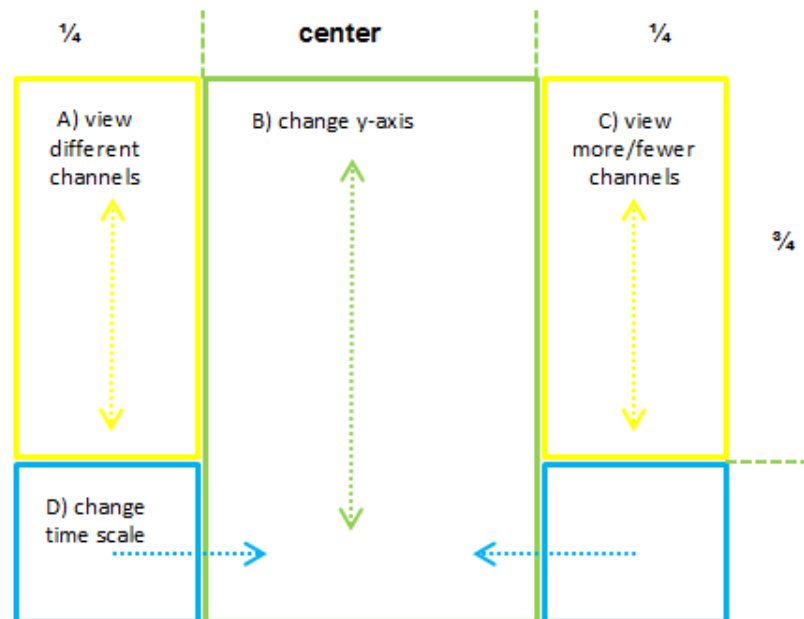 ¼ center ¼
A) view
different
channels
B) change y-axis
C) view
more/fewer
channels
¾
D) change
time scale